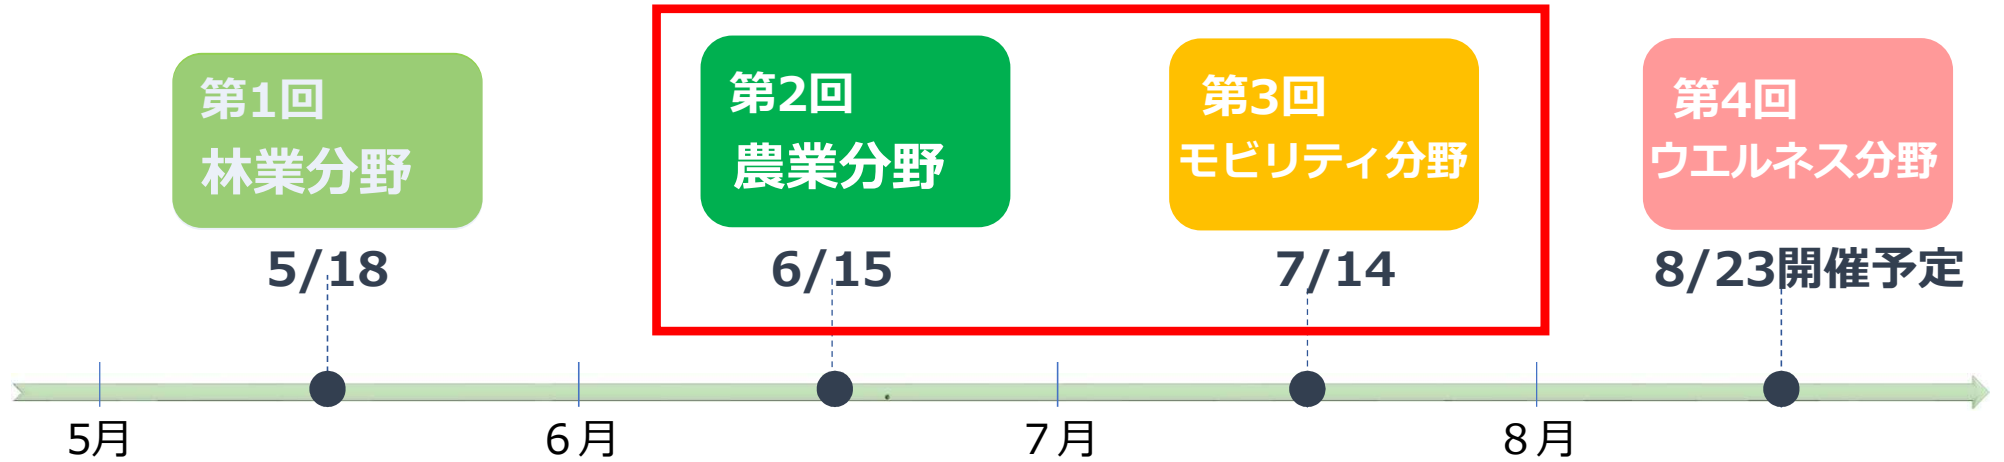 第1回
林業分野
5/18
第2回
農業分野
6/15
第3回
モビリティ分野
7/14
第4回
ウエルネス分野
8/23開催予定
5月
6月
7月
8月